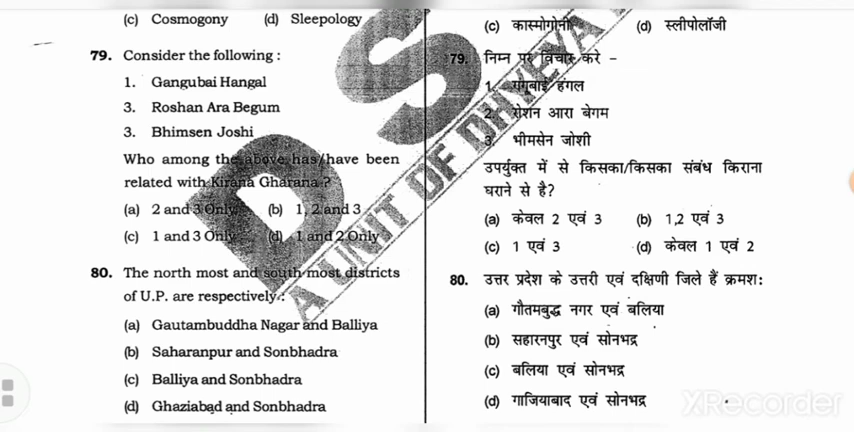 (c) Cosmogony (d) Sleepology
79. Consider the following :
1. Gangubai Hangal
3. Roshan Ara Begum
3. Bhimsen Joshi
Who among the above has/have been
related with Kirana Gharana ?
(a) 2 and 3 Only (b) 1, 2 and 3
(c) 1 and 3 Only (d) 1 and 2 Only
80. The north most and south most districts
of U.P. are respectively :
(a) Gautambuddha Nagar and Balliya
(b) Saharanpur and Sonbhadra
(c) Balliya and Sonbhadra
(d) Ghaziabad and Sonbhadra
(c) कास्मोगोनी (d) स्लीपोलॉजी
79. निम्न पर विचार करे –
1. गंगुबाई हंगल
2. रोशन आरा बेगम
3. भीमसेन जोशी
उपर्युक्त में से किसका/किसका संबंध किराना
घराने से है?
(a) केवल 2 एवं 3 (b) 1,2 एवं 3
(c) 1 एवं 3 (d) केवल 1 एवं 2
80. उत्तर प्रदेश के उत्तरी एवं दक्षिणी जिले हैं क्रमश:
(a) गौतमबुद्ध नगर एवं बलिया
(b) सहारनपुर एवं सोनभद्र
(c) बलिया एवं सोनभद्र
(d) गाजियाबाद एवं सोनभद्र
D S
A UNIT OF DHYEYA
XRecorder